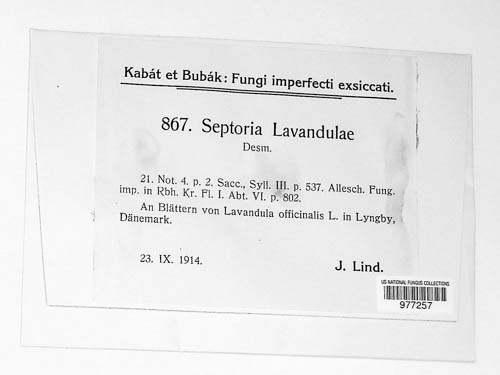 Kabát et Bubák: Fungi imperfecti exsiccati.
867. Septoria Lavandulae
Desm.
21. Not. 4. p. 2. Sacc., Syll. III. p. 537. Allesch. Fung.
imp. in Rbh. Kr. Fl. I. Abt. VI. p. 802.
An Blättern von Lavandula officinalis L. in Lyngby,
Dänemark.
23. IX. 1914.
J. Lind.
US NATIONAL FUNGUS COLLECTIONS
977257